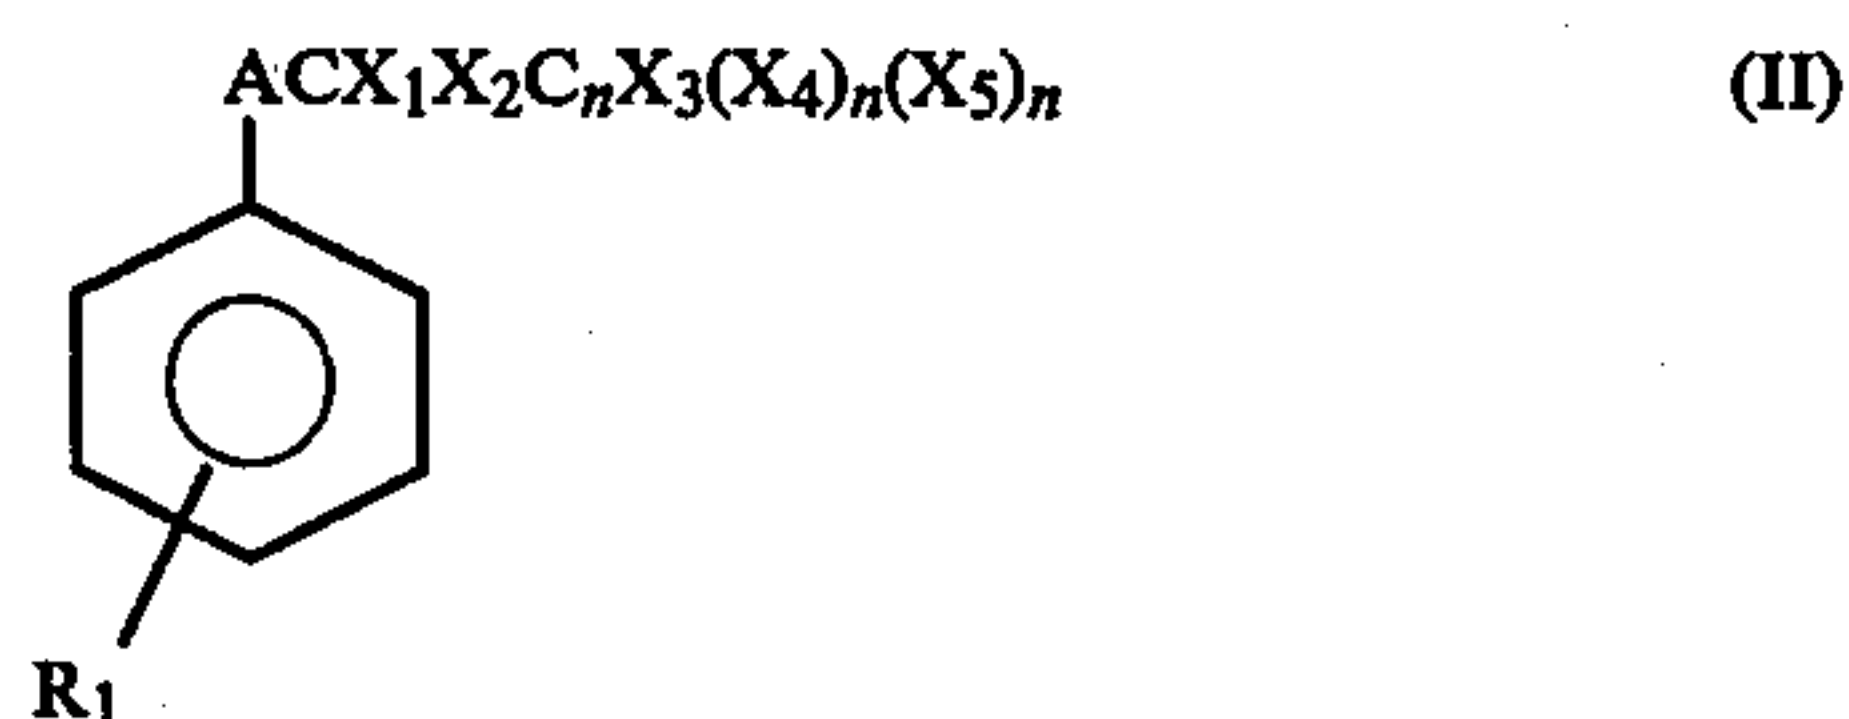 ACX₁X₂CₙX₃(X₄)ₙ(X₅)ₙ (II)
R₁